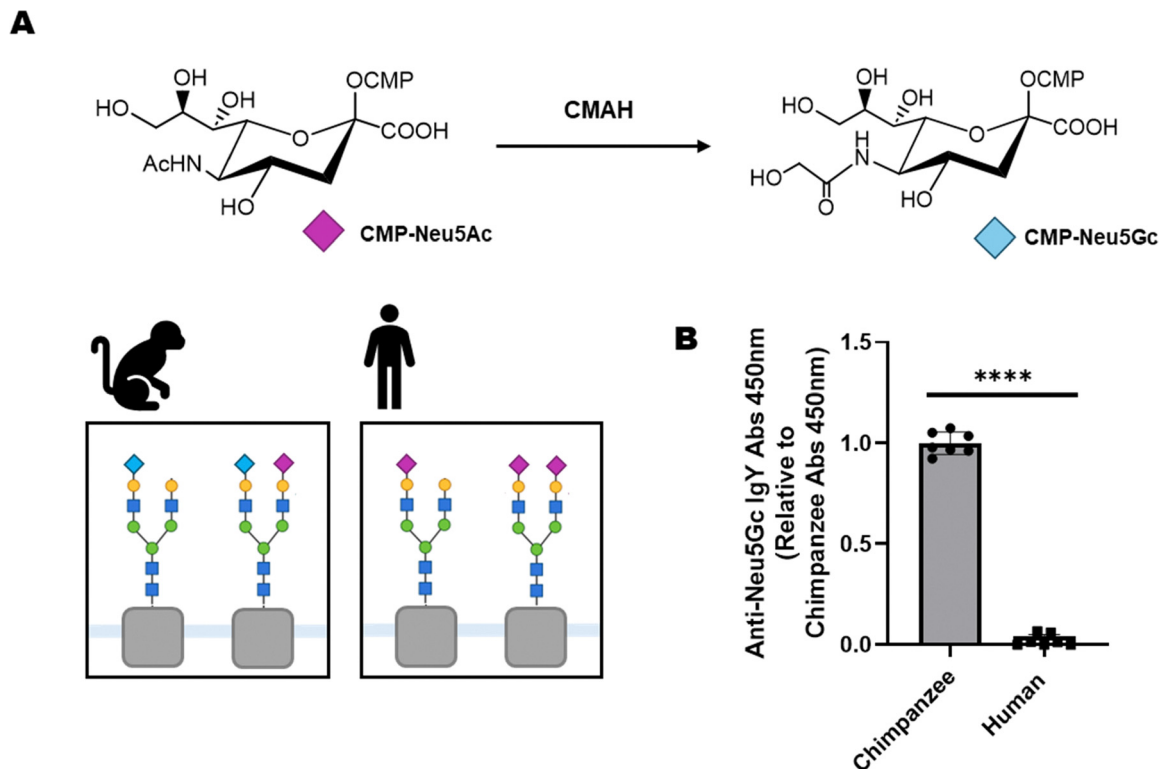 A
OH
HO
OH
OCMP
O
COOH
AcHN
HO
CMP-Neu5Ac
CMAH
OH
HO
OH
OCMP
O
COOH
H
N
HO
O
HO
CMP-Neu5Gc
B
Anti-Neu5Gc IgY Abs 450nm
(Relative to
Chimpanzee Abs 450nm)
1.5
1.0
0.5
0.0
****
Chimpanzee
Human